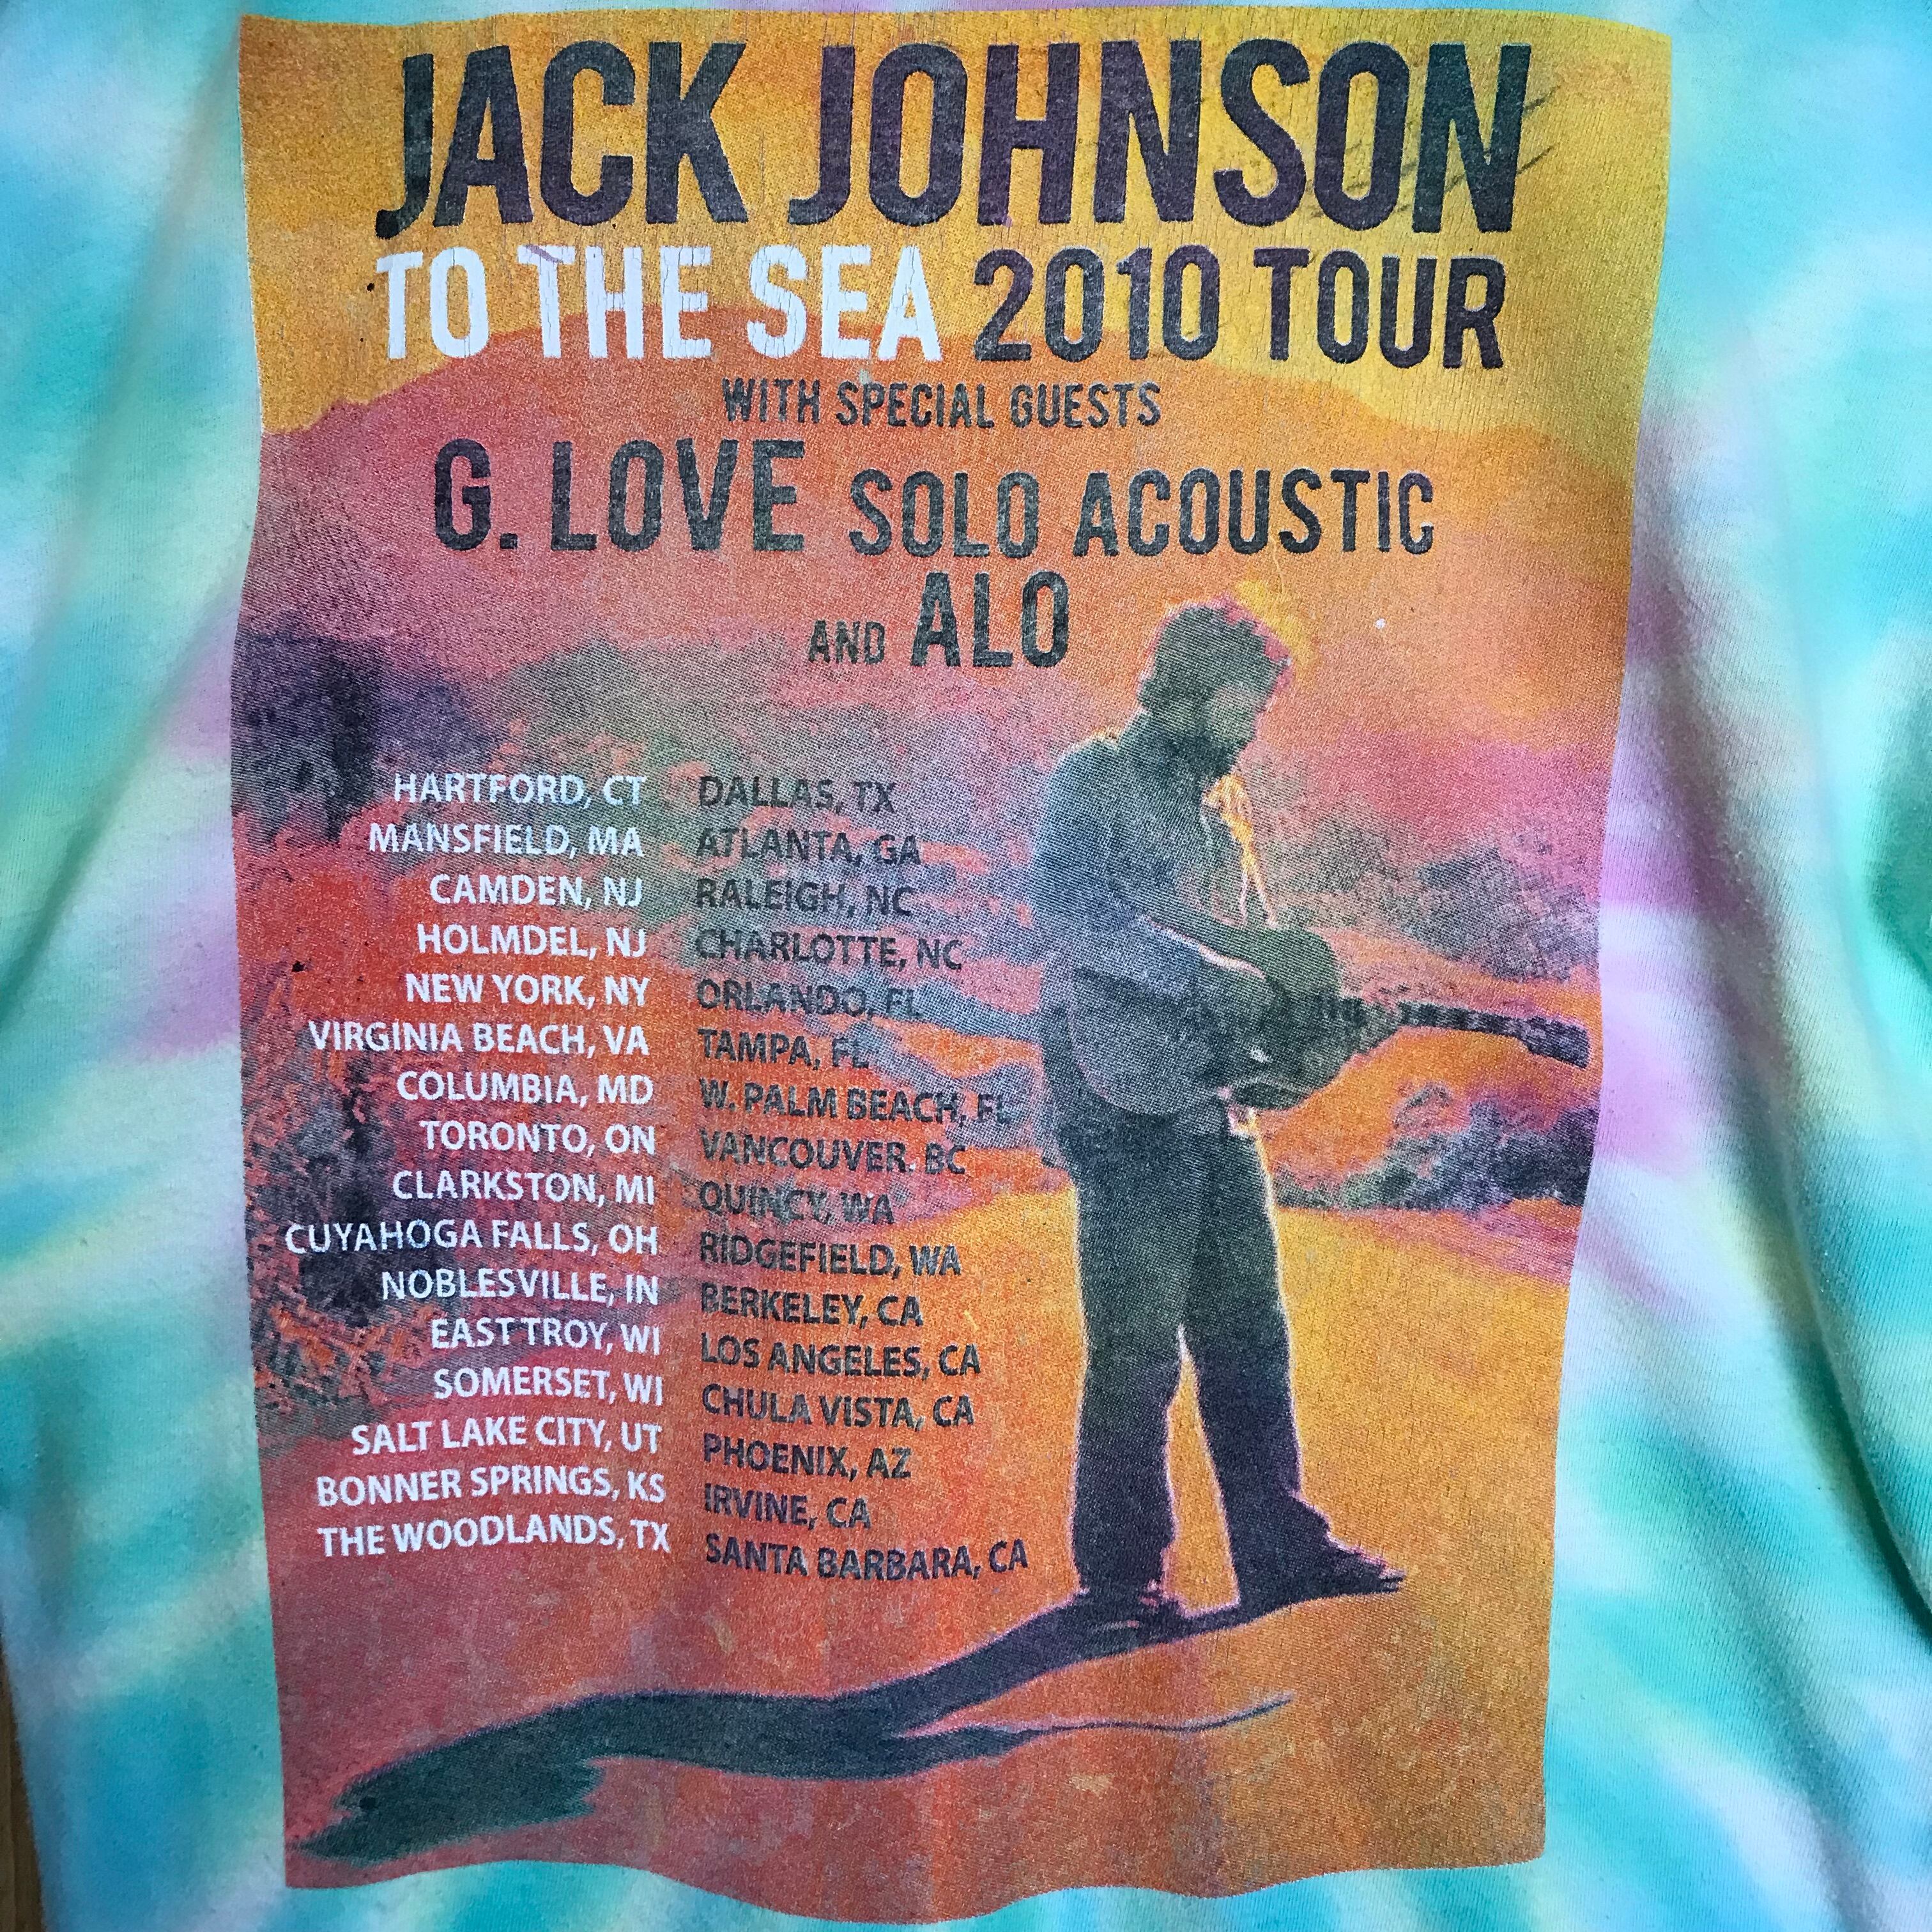 JACK JOHNSON
TO THE SEA 2010 TOUR
WITH SPECIAL GUESTS
G. LOVE SOLO ACOUSTIC
AND ALO
HARTFORD, CT
MANSFIELD, MA
CAMDEN, NJ
HOLMDEL, NJ
NEW YORK, NY
VIRGINIA BEACH, VA
COLUMBIA, MD
TORONTO, ON
CLARKSTON, MI
CUYAHOGA FALLS, OH
NOBLESVILLE, IN
EAST TROY, WI
SOMERSET, WI
SALT LAKE CITY, UT
BONNER SPRINGS, KS
THE WOODLANDS, TX
DALLAS, TX
ATLANTA, GA
RALEIGH, NC
CHARLOTTE, NC
ORLANDO, FL
TAMPA, FL
W. PALM BEACH, FL
VANCOUVER. BC
QUINCY, WA
RIDGEFIELD, WA
BERKELEY, CA
LOS ANGELES, CA
CHULA VISTA, CA
PHOENIX, AZ
IRVINE, CA
SANTA BARBARA, CA